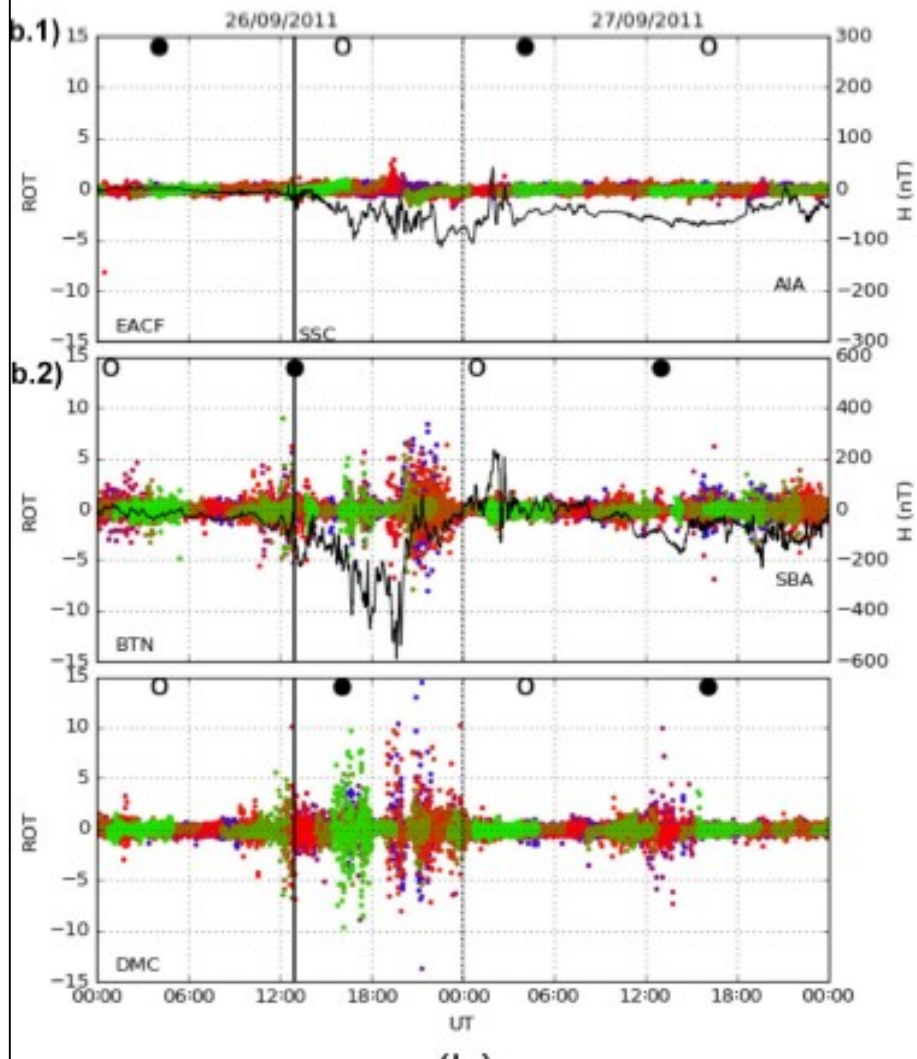 26/09/2011 27/09/2011
b.1) 15 300
10 200
5 100
ROT 0 0 H (nT)
−5 −100
−10 −200
AIA
EACF
SSC
−15 −300
b.2) 15 600
10 400
5 200
ROT 0 0 H (nT)
−5 −200
SBA
−10 −400
BTN
−15 −600
15
10
5
ROT 0
−5
−10
DMC
−15
00:00 06:00 12:00 18:00 00:00 06:00 12:00 18:00 00:00
UT